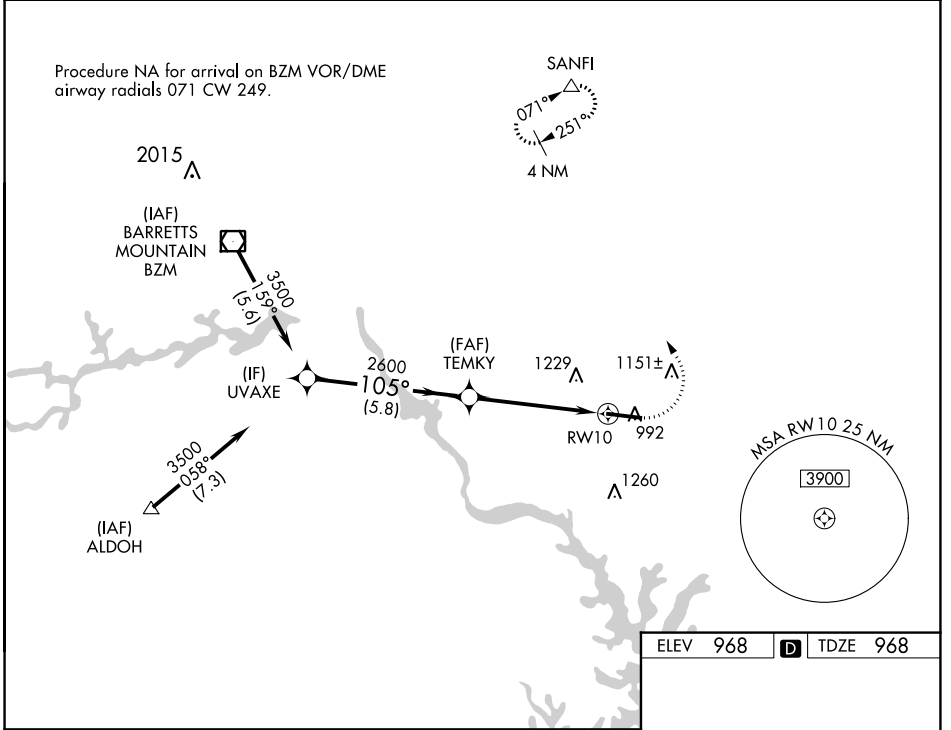 Procedure NA for arrival on BZM VOR/DME
airway radials 071 CW 249.
SANFI
071°
251°
4 NM
2015
(IAF)
BARRETTS
MOUNTAIN
BZM
3500
159°
(5.6)
(IF)
UVAXE
2600
105°
(5.8)
(FAF)
TEMKY
1229
1151±
RW10
992
1260
3500
058°
(7.3)
(IAF)
ALDOH
MSA RW10 25 NM
3900
ELEV 968 D TDZE 968